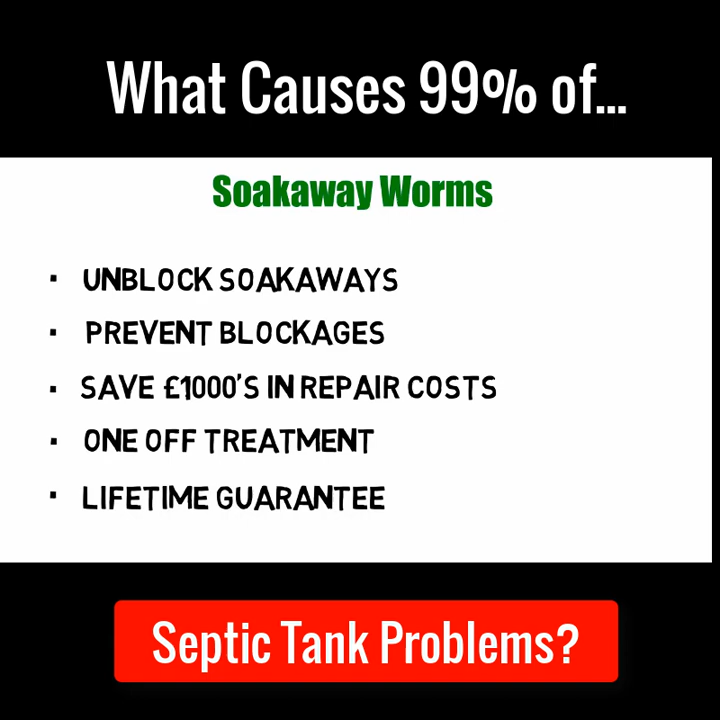 What Causes 99% of...
Soakaway Worms
· UNBLOCK SOAKAWAYS
· PREVENT BLOCKAGES
· SAVE £1000'S IN REPAIR COSTS
· ONE OFF TREATMENT
· LIFETIME GUARANTEE
Septic Tank Problems?